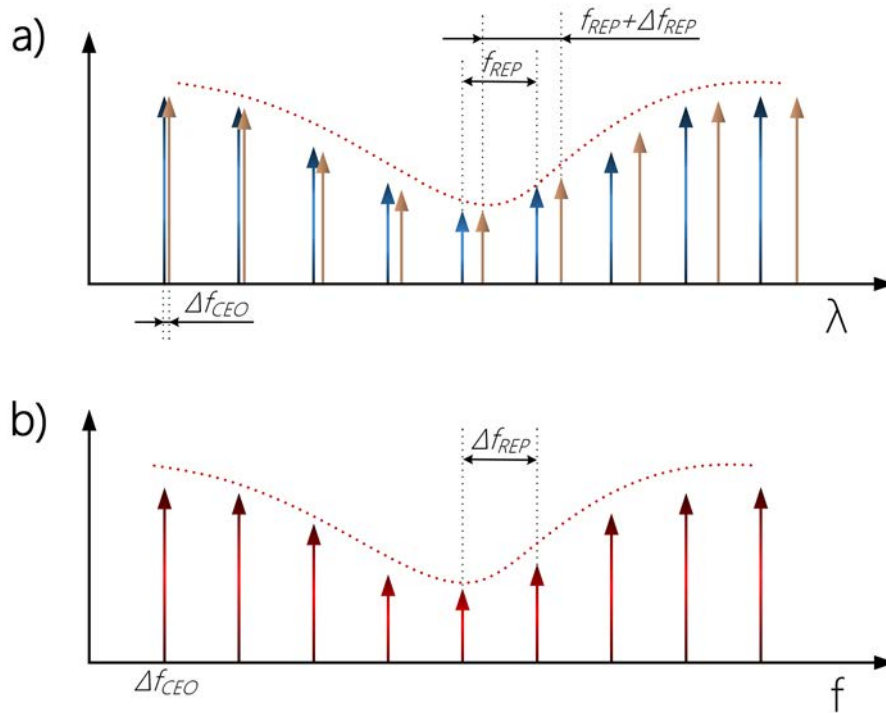 a)
f_REP+Δf_REP
f_REP
Δf_CEO
λ
b)
Δf_REP
Δf_CEO
f